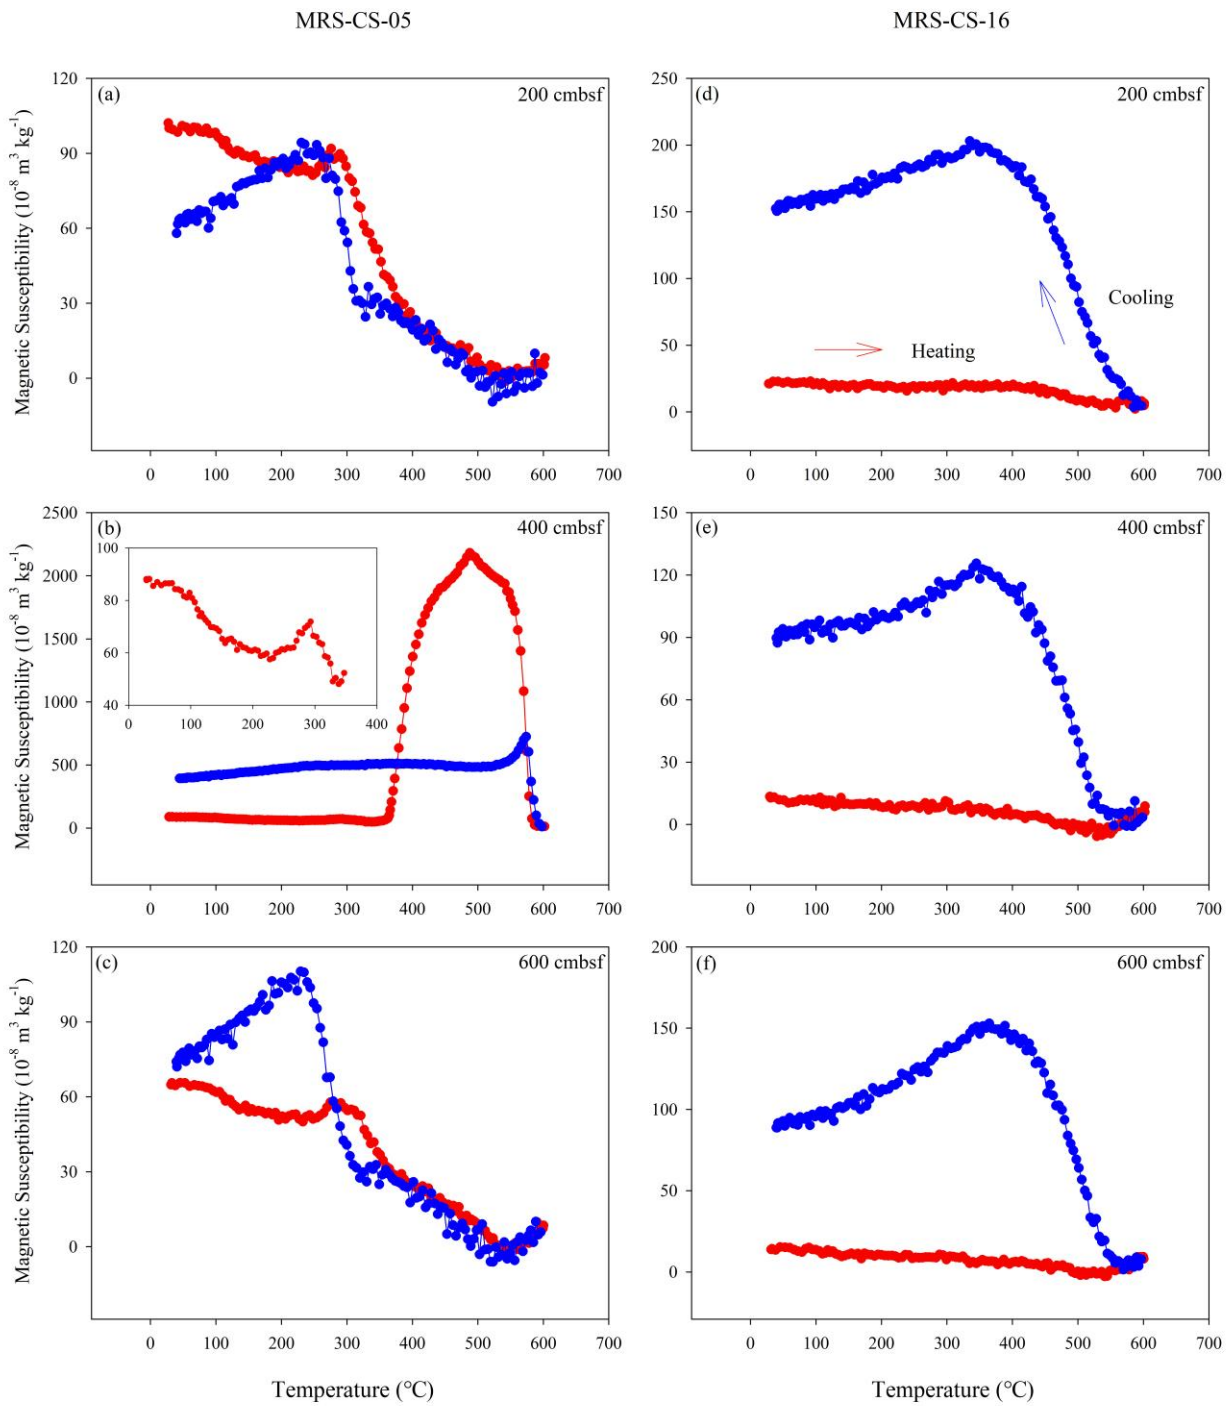 MRS-CS-05
MRS-CS-16
Magnetic Susceptibility (10⁻⁸ m³ kg⁻¹)
(a)
200 cmbsf
120
90
60
30
0
0 100 200 300 400 500 600 700
(d)
200 cmbsf
250
200
150
100
50
0
Cooling
Heating
0 100 200 300 400 500 600 700
Magnetic Susceptibility (10⁻⁸ m³ kg⁻¹)
(b)
400 cmbsf
2500
2000
1500
1000
500
0
100
80
60
40
0 100 200 300 400
0 100 200 300 400 500 600 700
(e)
400 cmbsf
150
120
90
60
30
0
0 100 200 300 400 500 600 700
Magnetic Susceptibility (10⁻⁸ m³ kg⁻¹)
(c)
600 cmbsf
120
90
60
30
0
0 100 200 300 400 500 600 700
Temperature (°C)
(f)
600 cmbsf
200
150
100
50
0
0 100 200 300 400 500 600 700
Temperature (°C)